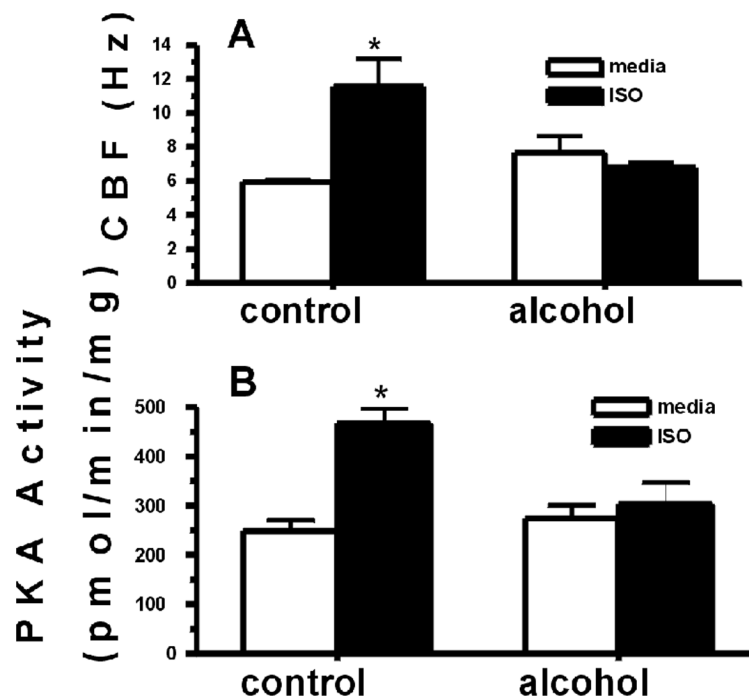 A
CBF (Hz)
14
12
10
8
6
4
2
0
*
media
ISO
control
alcohol
B
PKA Activity
(pmol/min/mg)
500
400
300
200
100
0
*
media
ISO
control
alcohol